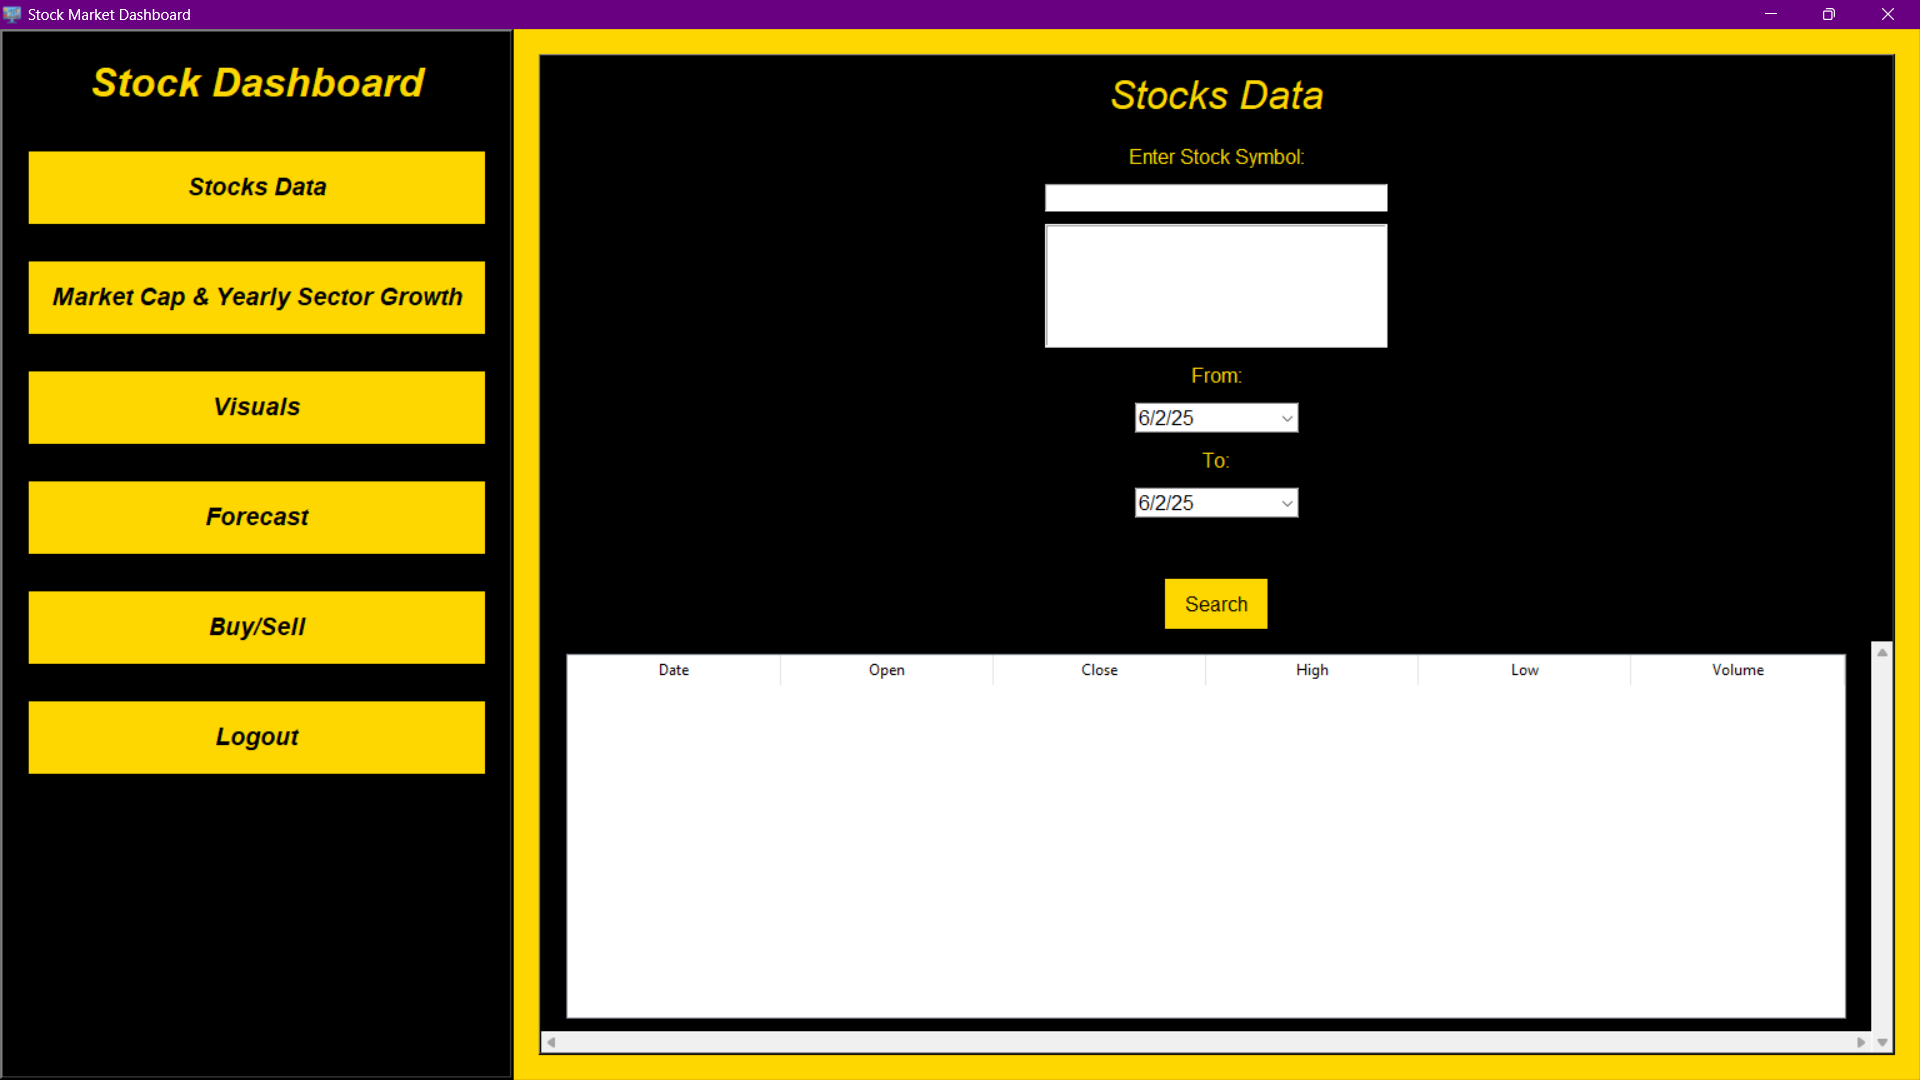 Stock Market Dashboard
Stock Dashboard
Stocks Data
Market Cap & Yearly Sector Growth
Visuals
Forecast
Buy/Sell
Logout
Stocks Data
Enter Stock Symbol:
From:
6/2/25
To:
6/2/25
Search
Date Open Close High Low Volume